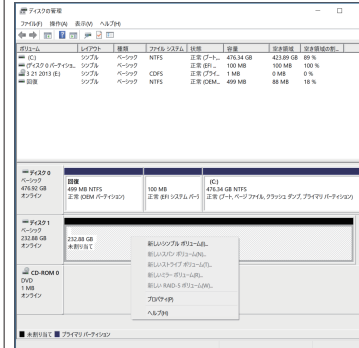 ディスクの管理
ファイル(F) 操作(A) 表示(V) ヘルプ(H)
ボリューム レイアウト 種類 ファイル システム 状態 容量 空き領域 空き領域の割...
(C:) シンプル ベーシック NTFS 正常 (ブート... 476.34 GB 423.89 GB 89 %
(ディスク 0 パーティショ... シンプル ベーシック 正常 (EFI ... 100 MB 100 MB 100 %
3 21 2013 (E:) シンプル ベーシック CDFS 正常 (プライ... 1 MB 0 MB 0 %
回復 シンプル ベーシック NTFS 正常 (OEM... 499 MB 88 MB 18 %
ディスク 0
ベーシック
476.92 GB
オンライン
回復
499 MB NTFS
正常 (OEM パーティション)
100 MB
正常 (EFI システム パー)
(C:)
476.34 GB NTFS
正常 (ブート, ページ ファイル, クラッシュ ダンプ, プライマリ パーティション)
ディスク 1
ベーシック
232.88 GB
オンライン
232.88 GB
未割り当て
新しいシンプル ボリューム(I)...
新しいスパン ボリューム(N)...
新しいストライプ ボリューム(T)...
新しいミラー ボリューム(R)...
新しい RAID-5 ボリューム(W)...
プロパティ(P)
ヘルプ(H)
CD-ROM 0
DVD
1 MB
オンライン
未割り当て プライマリ パーティション